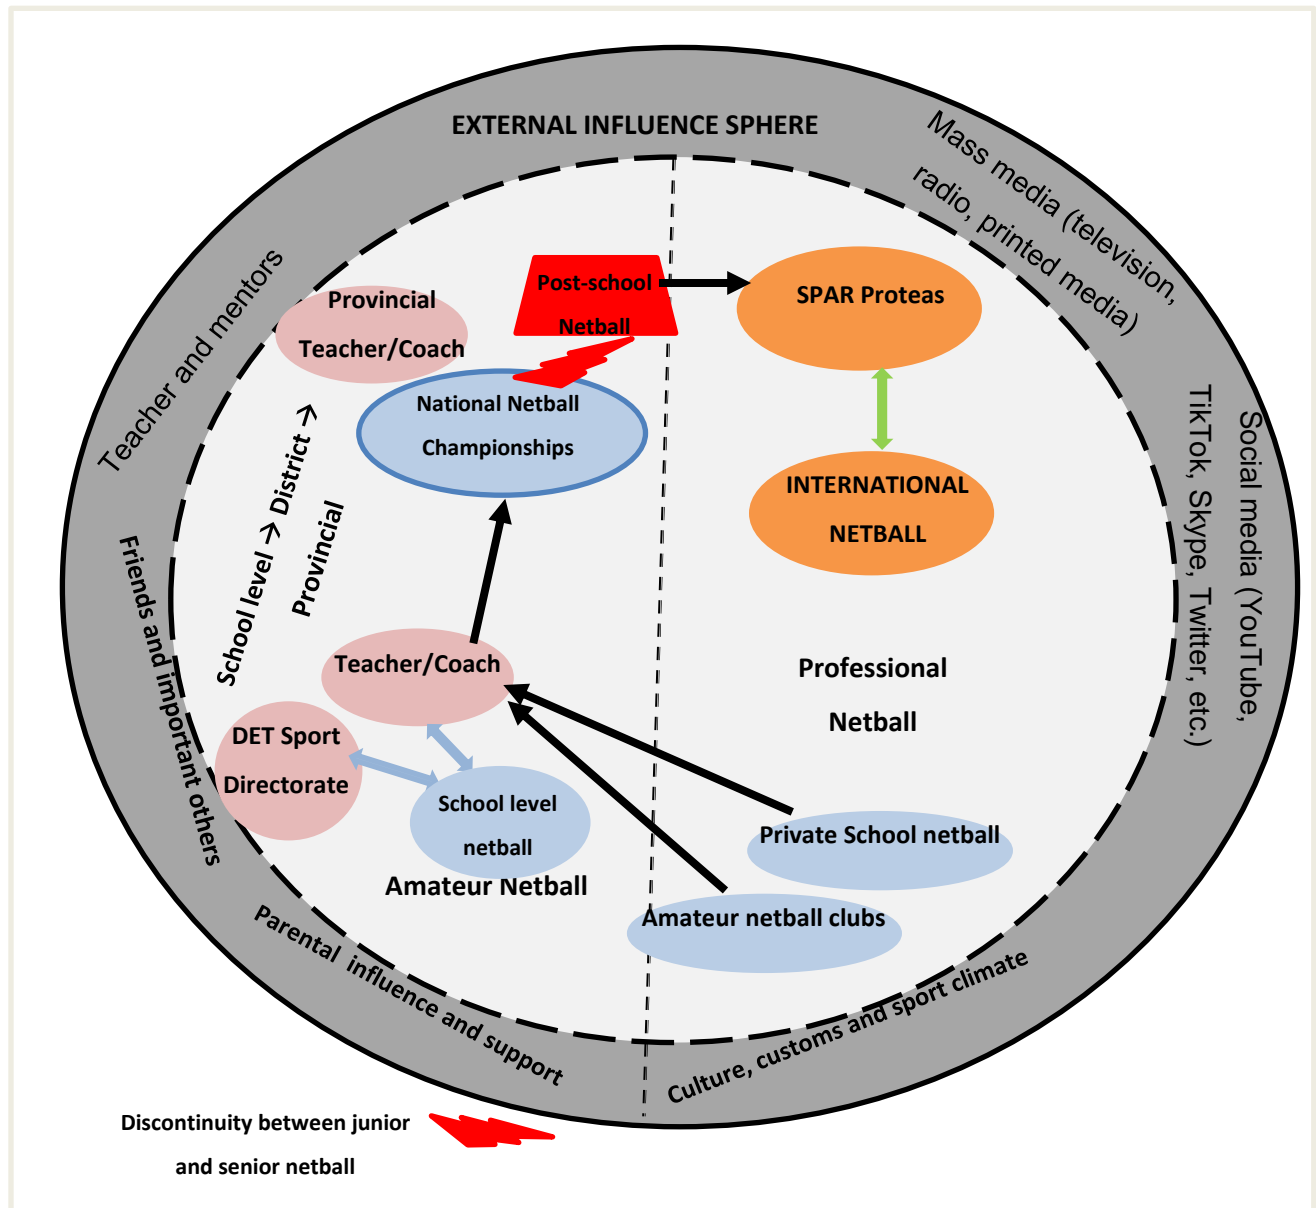 EXTERNAL INFLUENCE SPHERE
Mass media (television,
radio, printed media)
Teacher and mentors
Post-school
Netball
SPAR Proteas
Provincial
Teacher/Coach
National Netball
Championships
School level → District →
Provincial
INTERNATIONAL
NETBALL
Social media (YouTube,
TikTok, Skype, Twitter, etc.)
Friends and important others
Teacher/Coach
Professional
Netball
DET Sport
Directorate
School level
netball
Amateur Netball
Private School netball
Amateur netball clubs
Parental influence and support
Culture, customs and sport climate
Discontinuity between junior
and senior netball